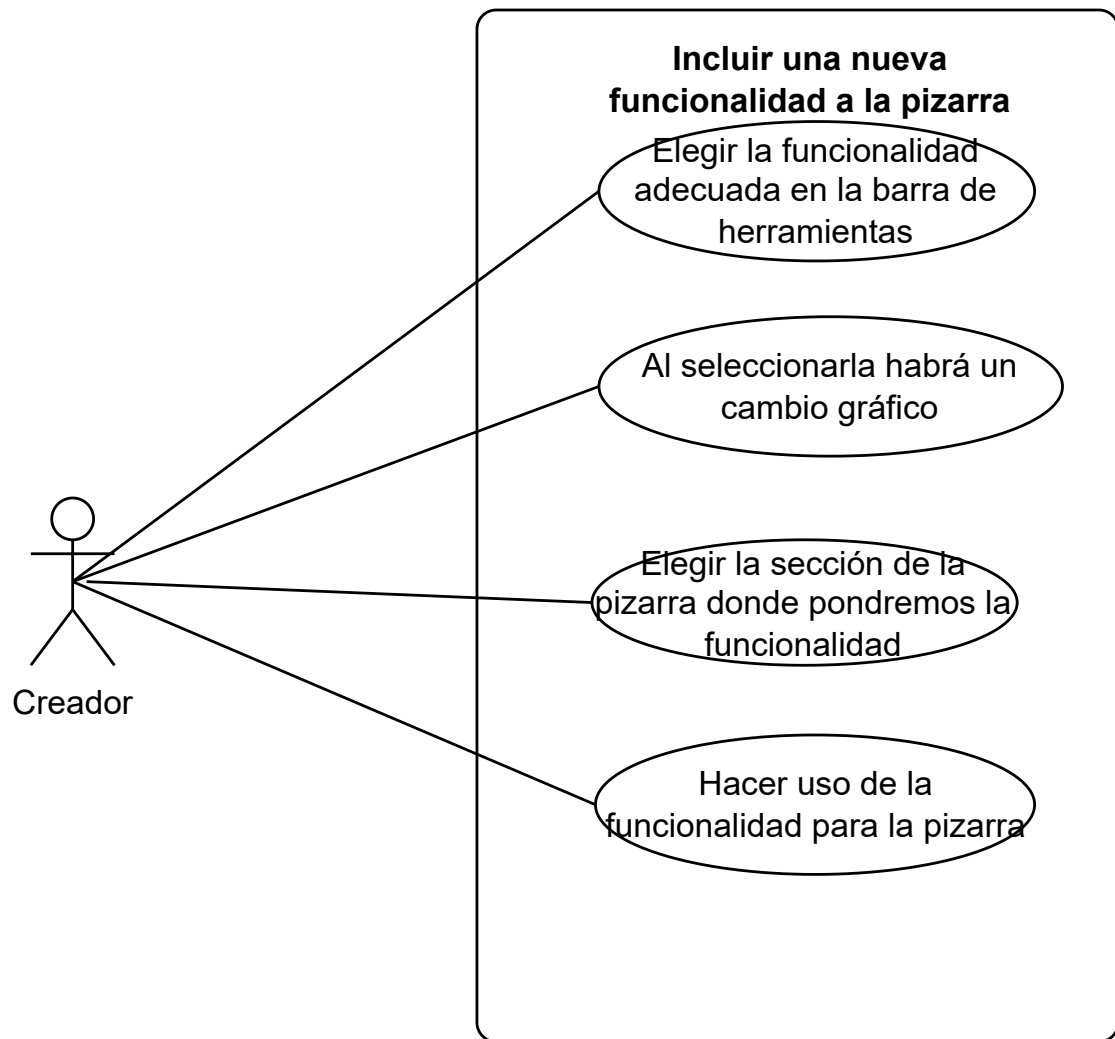 Incluir una nueva
funcionalidad a la pizarra
Elegir la funcionalidad
adecuada en la barra de
herramientas
Al seleccionarla habrá un
cambio gráfico
Elegir la sección de la
pizarra donde pondremos la
funcionalidad
Creador
Hacer uso de la
funcionalidad para la pizarra